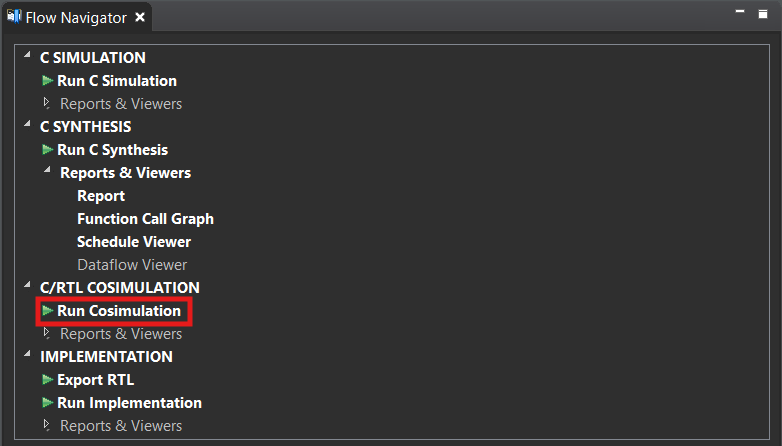 Flow Navigator
C SIMULATION
Run C Simulation
Reports & Viewers
C SYNTHESIS
Run C Synthesis
Reports & Viewers
Report
Function Call Graph
Schedule Viewer
Dataflow Viewer
C/RTL COSIMULATION
Run Cosimulation
Reports & Viewers
IMPLEMENTATION
Export RTL
Run Implementation
Reports & Viewers